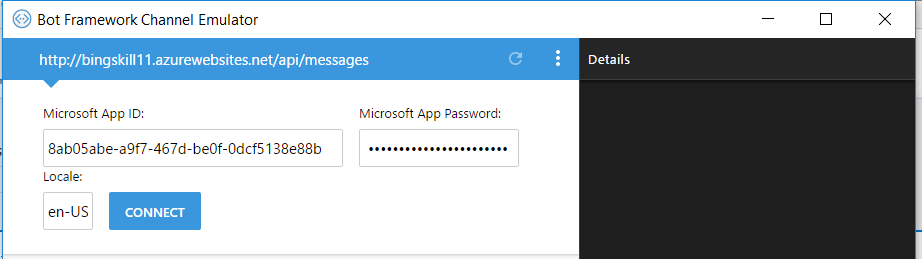 Bot Framework Channel Emulator
http://bingskill11.azurewebsites.net/api/messages
Details
Microsoft App ID:
Microsoft App Password:
8ab05abe-a9f7-467d-be0f-0dcf5138e88b
•••••••••••••••••••••••
Locale:
en-US
CONNECT